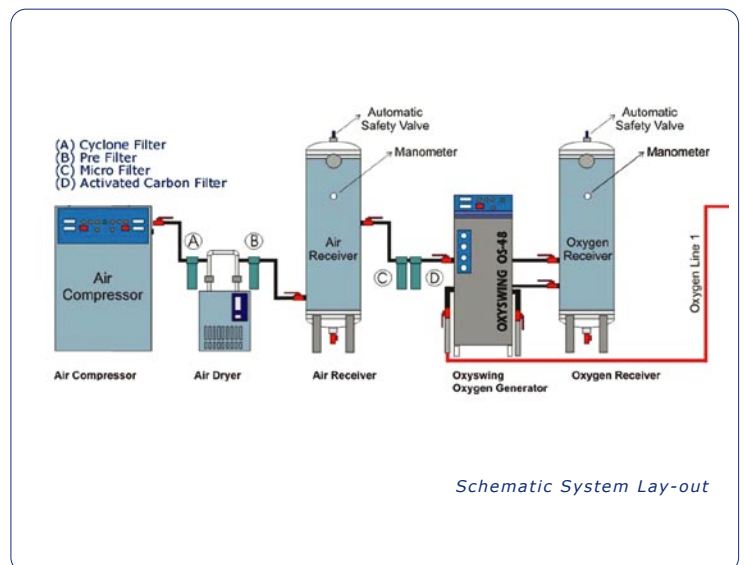 (A) Cyclone Filter
(B) Pre Filter
(C) Micro Filter
(D) Activated Carbon Filter
Automatic
Safety Valve
Manometer
Automatic
Safety Valve
Manometer
A
B
C
D
Air
Compressor
Air
Receiver
OXYSWING OS-48
Oxygen
Receiver
Oxygen Line 1
Air Compressor
Air Dryer
Air Receiver
Oxyswing
Oxygen Generator
Oxygen Receiver
Schematic System Lay-out